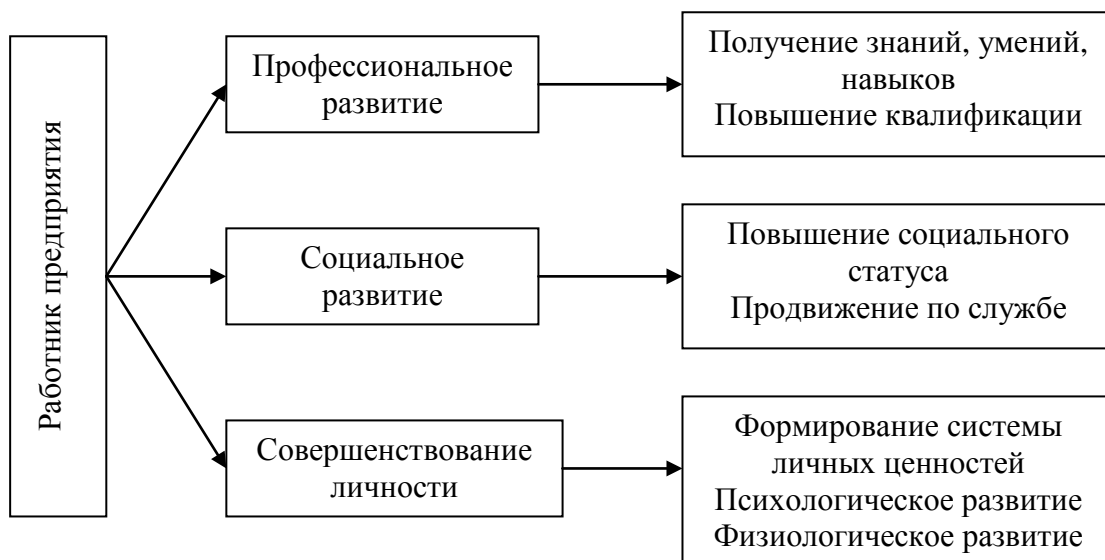 Работник предприятия
Профессиональное
развитие
Получение знаний, умений,
навыков
Повышение квалификации
Социальное
развитие
Повышение социального
статуса
Продвижение по службе
Совершенствование
личности
Формирование системы
личных ценностей
Психологическое развитие
Физиологическое развитие